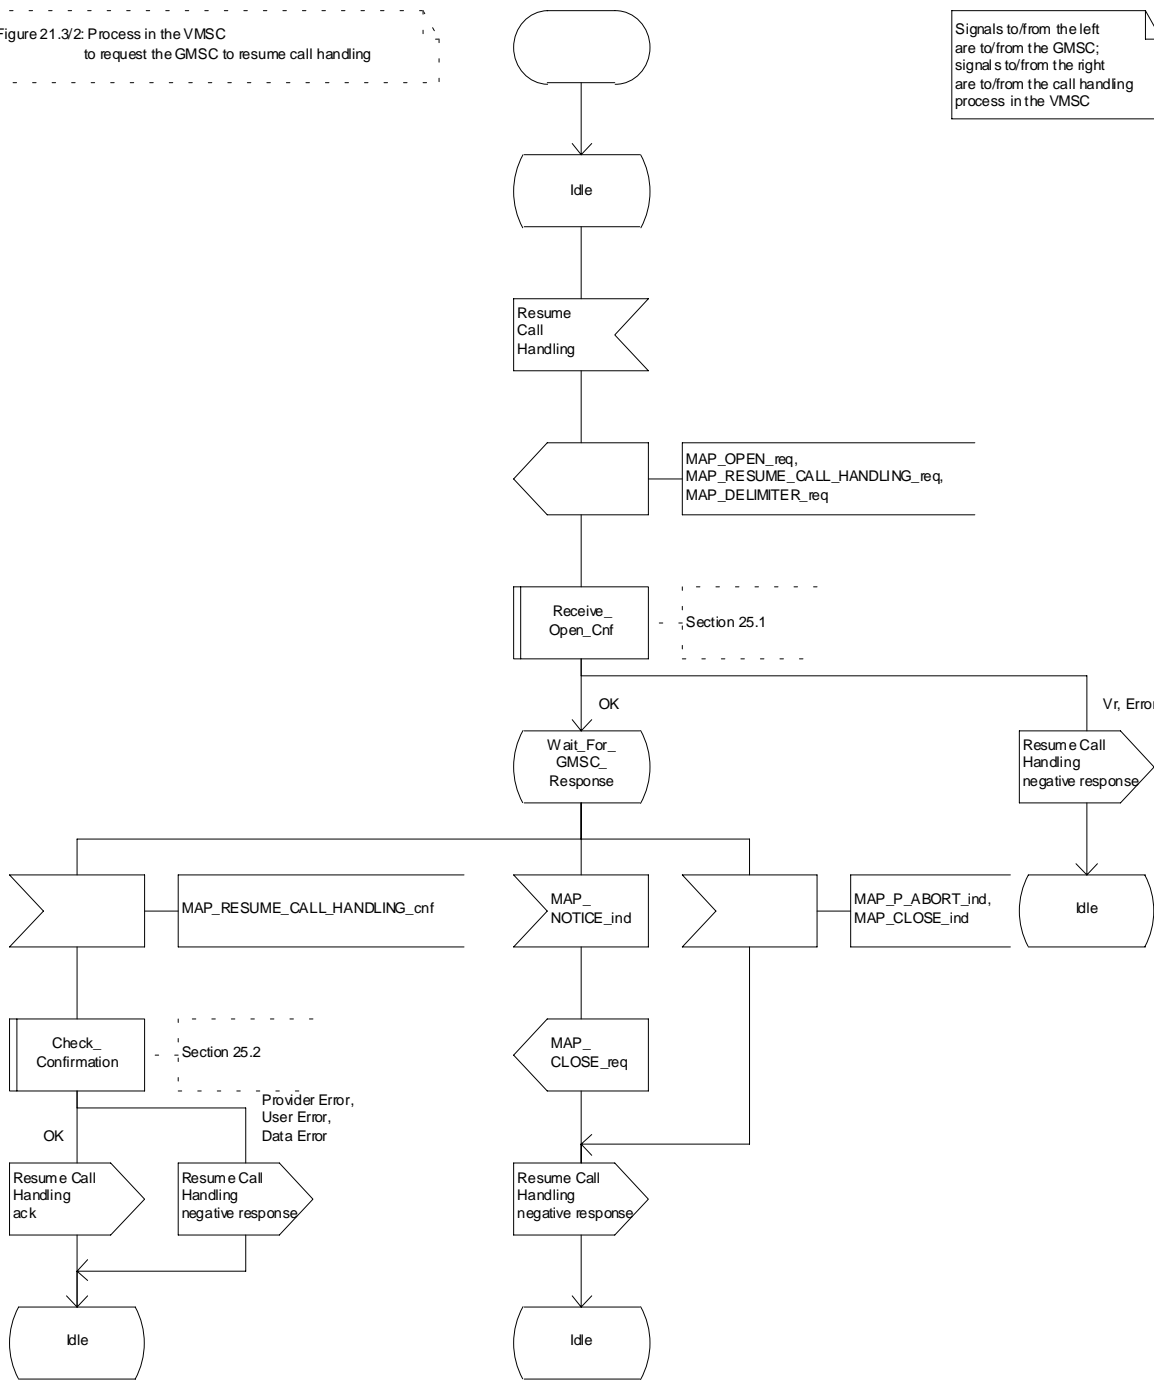 Figure 21.3/2: Process in the VMSC
to request the GMSC to resume call handling
Signals to/from the left
are to/from the GMSC;
signals to/from the right
are to/from the call handling
process in the VMSC
Idle
Resume
Call
Handling
MAP_OPEN_req,
MAP_RESUME_CALL_HANDLING_req,
MAP_DELIMITER_req
Receive_
Open_Cnf
Section 25.1
OK
Vr, Error
Wait_For_
GMSC_
Response
Resume Call
Handling
negative response
MAP_RESUME_CALL_HANDLING_cnf
MAP_
NOTICE_ind
MAP_P_ABORT_ind,
MAP_CLOSE_ind
Idle
Check_
Confirmation
Section 25.2
MAP_
CLOSE_req
Provider Error,
User Error,
Data Error
OK
Resume Call
Handling
ack
Resume Call
Handling
negative response
Resume Call
Handling
negative response
Idle
Idle